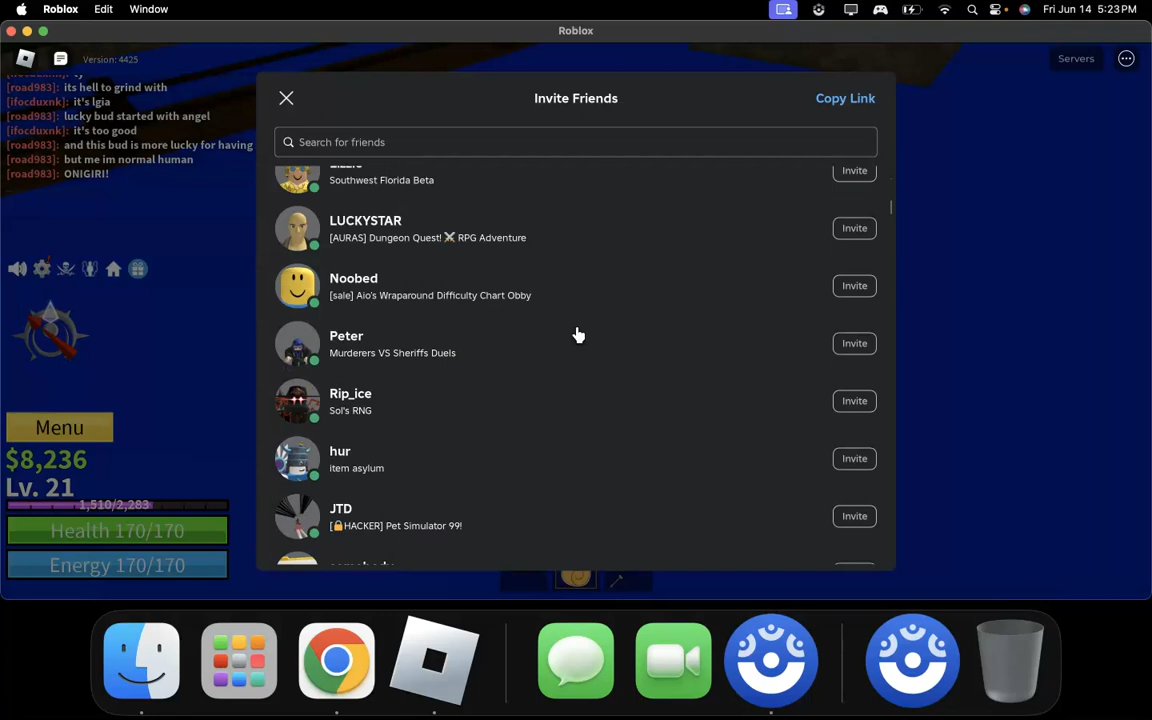 Roblox Edit Window Fri Jun 14 5:23 PM
Roblox
Version: 4425
Servers
[road983]: its hell to grind with
[ifocduxnk]: it's lgia
[road983]: lucky bud started with angel
[ifocduxnk]: it's too good
[road983]: and this bud is more lucky for having
[road983]: but me im normal human
[road983]: ONIGIRI!
Invite Friends
Copy Link
Search for friends
Southwest Florida Beta
Invite
LUCKYSTAR
[AURAS] Dungeon Quest! ⚔️ RPG Adventure
Invite
Noobed
[sale] Aio's Wraparound Difficulty Chart Obby
Invite
Peter
Murderers VS Sheriffs Duels
Invite
Rip_ice
Sol's RNG
Invite
hur
item asylum
Invite
JTD
[🔒HACKER] Pet Simulator 99!
Invite
Menu
$8,236
Lv. 21
1,510/2,283
Health 170/170
Energy 170/170